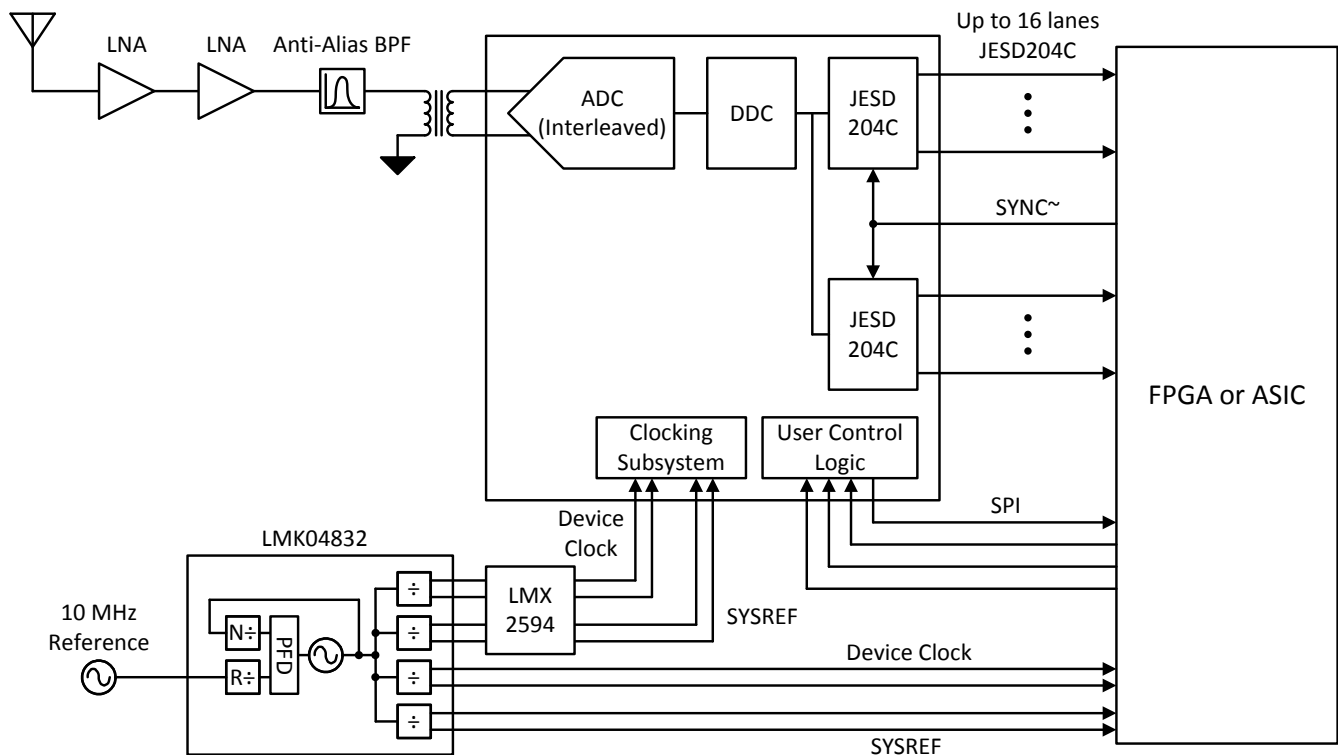 Up to 16 lanes
JESD204C
LNA
LNA
Anti-Alias BPF
ADC
(Interleaved)
DDC
JESD
204C
SYNC~
JESD
204C
FPGA or ASIC
Clocking
Subsystem
User Control
Logic
SPI
Device
Clock
LMK04832
÷
LMX
2594
SYSREF
10 MHz
Reference
N÷
PFD
÷
R÷
÷
Device Clock
÷
SYSREF